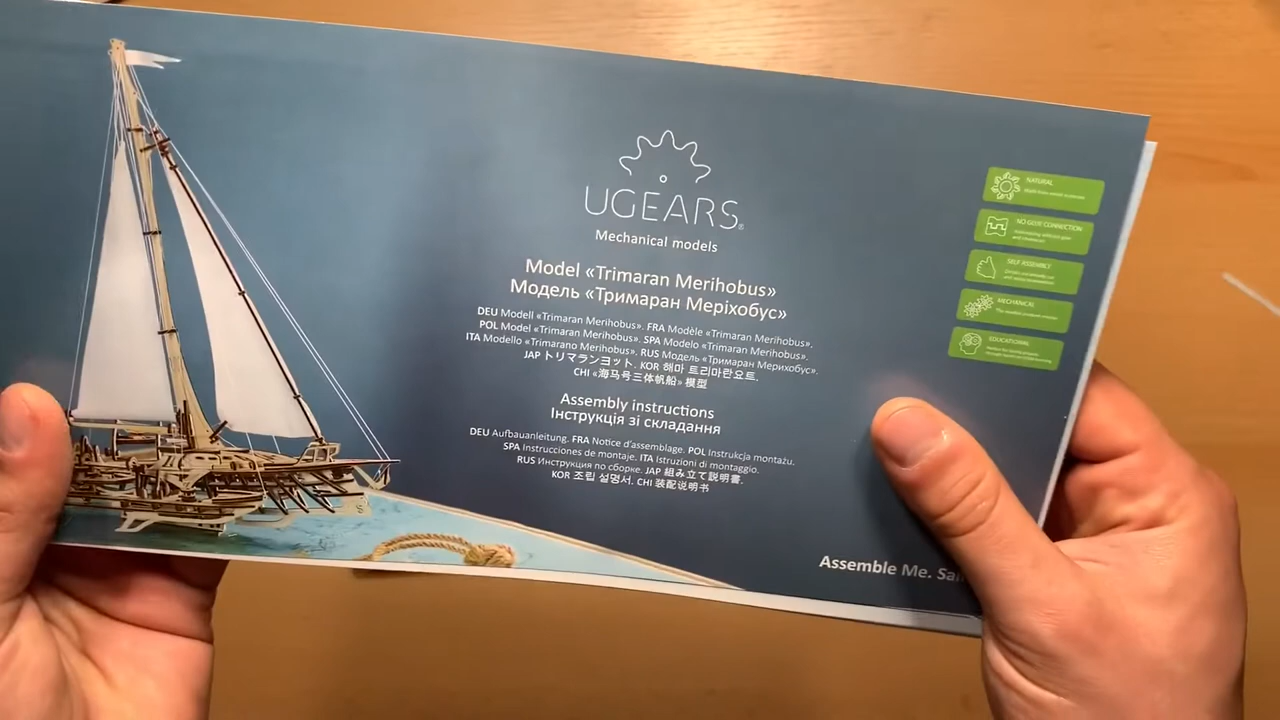 UGEARS®
Mechanical models
Model «Trimaran Merihobus»
Модель «Тримаран Меріхобус»
DEU Modell «Trimaran Merihobus». FRA Modèle «Trimaran Merihobus».
POL Model «Trimaran Merihobus». SPA Modelo «Trimaran Merihobus».
ITA Modello «Trimarano Merihobus». RUS Модель «Тримаран Мерихобус».
JAP トリマランヨット. KOR 해마 트리마란요트.
CHI «海马号三体帆船» 模型
Assembly instructions
Інструкція зі складання
DEU Aufbauanleitung. FRA Notice d'assemblage. POL Instrukcja montażu.
SPA Instrucciones de montaje. ITA Istruzioni di montaggio.
RUS Инструкция по сборке. JAP 組み立て説明書.
KOR 조립 설명서. CHI 装配说明书
NATURAL
NO GLUE CONNECTION
SELF ASSEMBLY
MECHANICAL
EDUCATIONAL
Assemble Me.